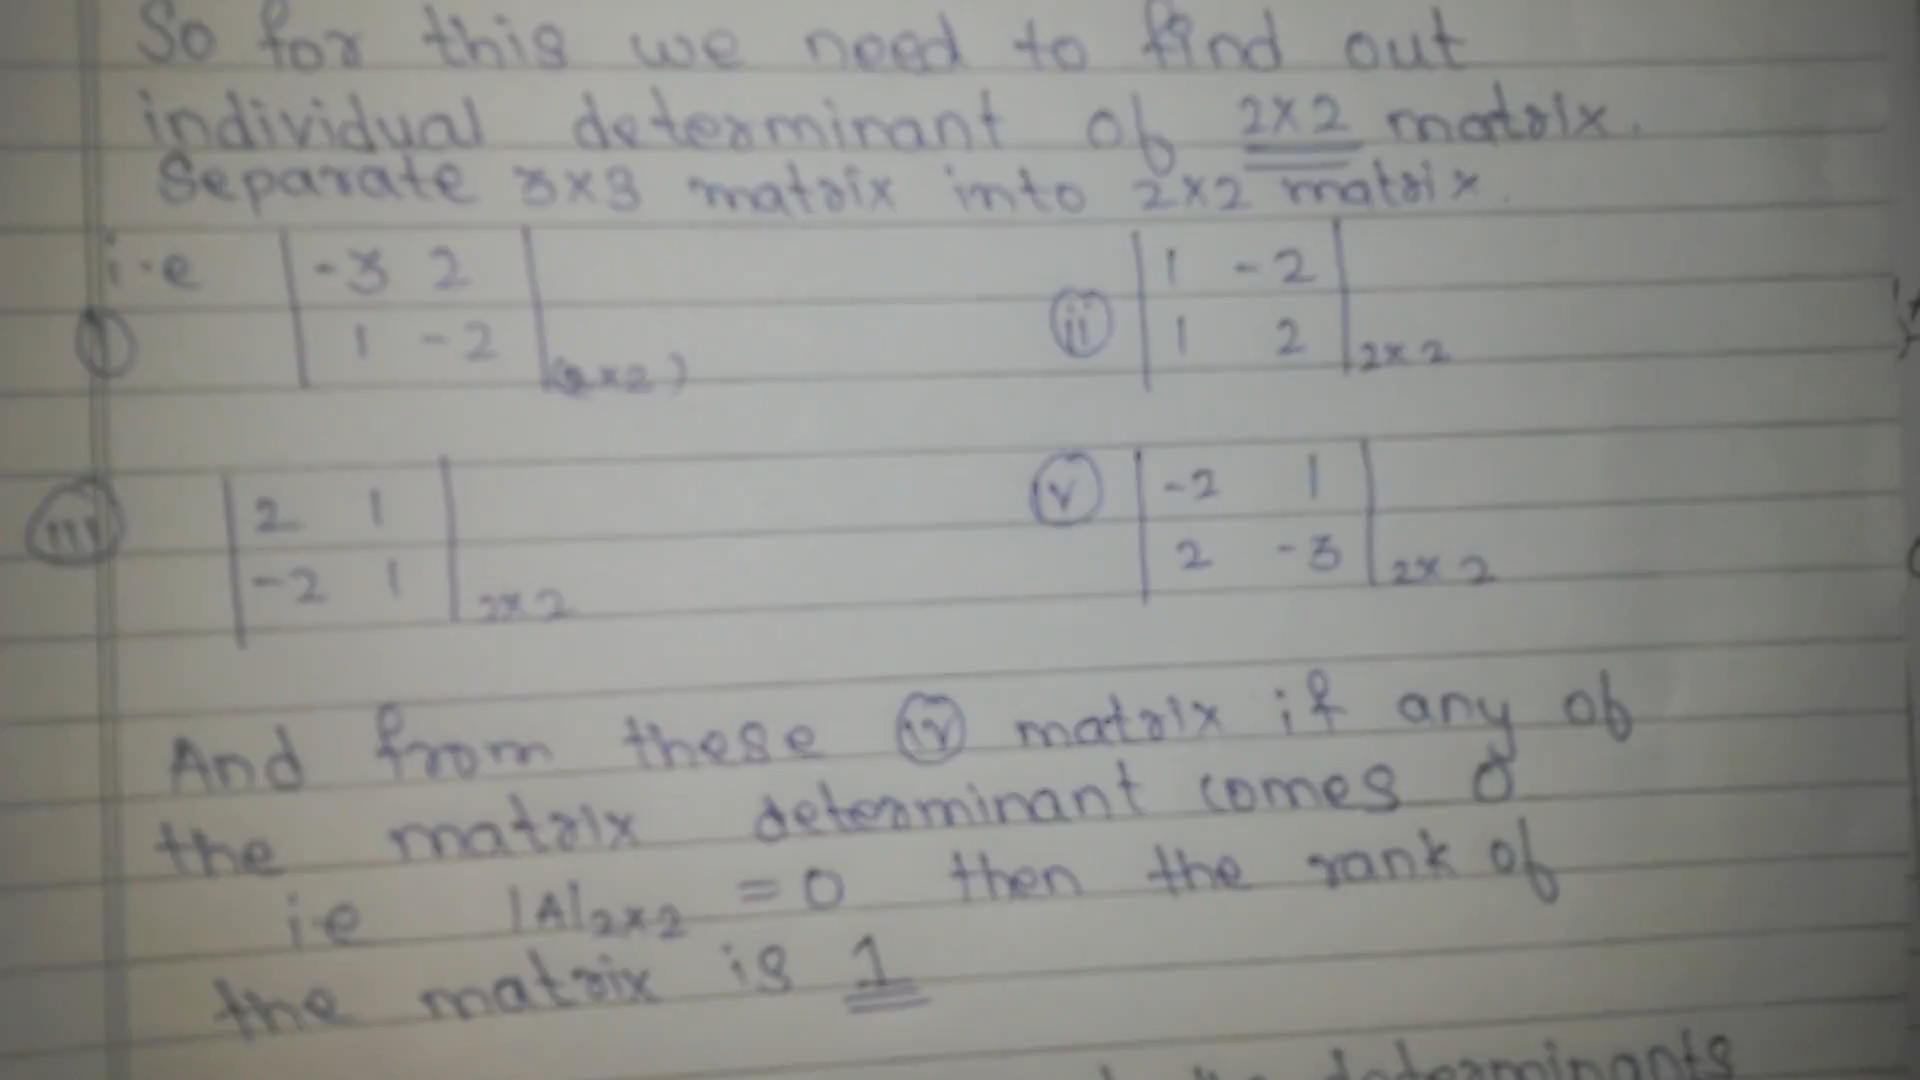 So for this we need to find out
individual determinant of 2x2 matrix.
Separate 3x3 matrix into 2x2 matrix.
i.e | -3 2 | | 1 -2 |
(i) | 1 -2 |(2x2) (ii) | 1 2 |2x2
| 2 1 | (v) | -2 1 |
(iii) | -2 1 |2x2 | 2 -3 |2x2
And from these (iv) matrix if any of
the matrix determinant comes 0
i.e |A|2x2 = 0 then the rank of
the matrix is 1
determinants